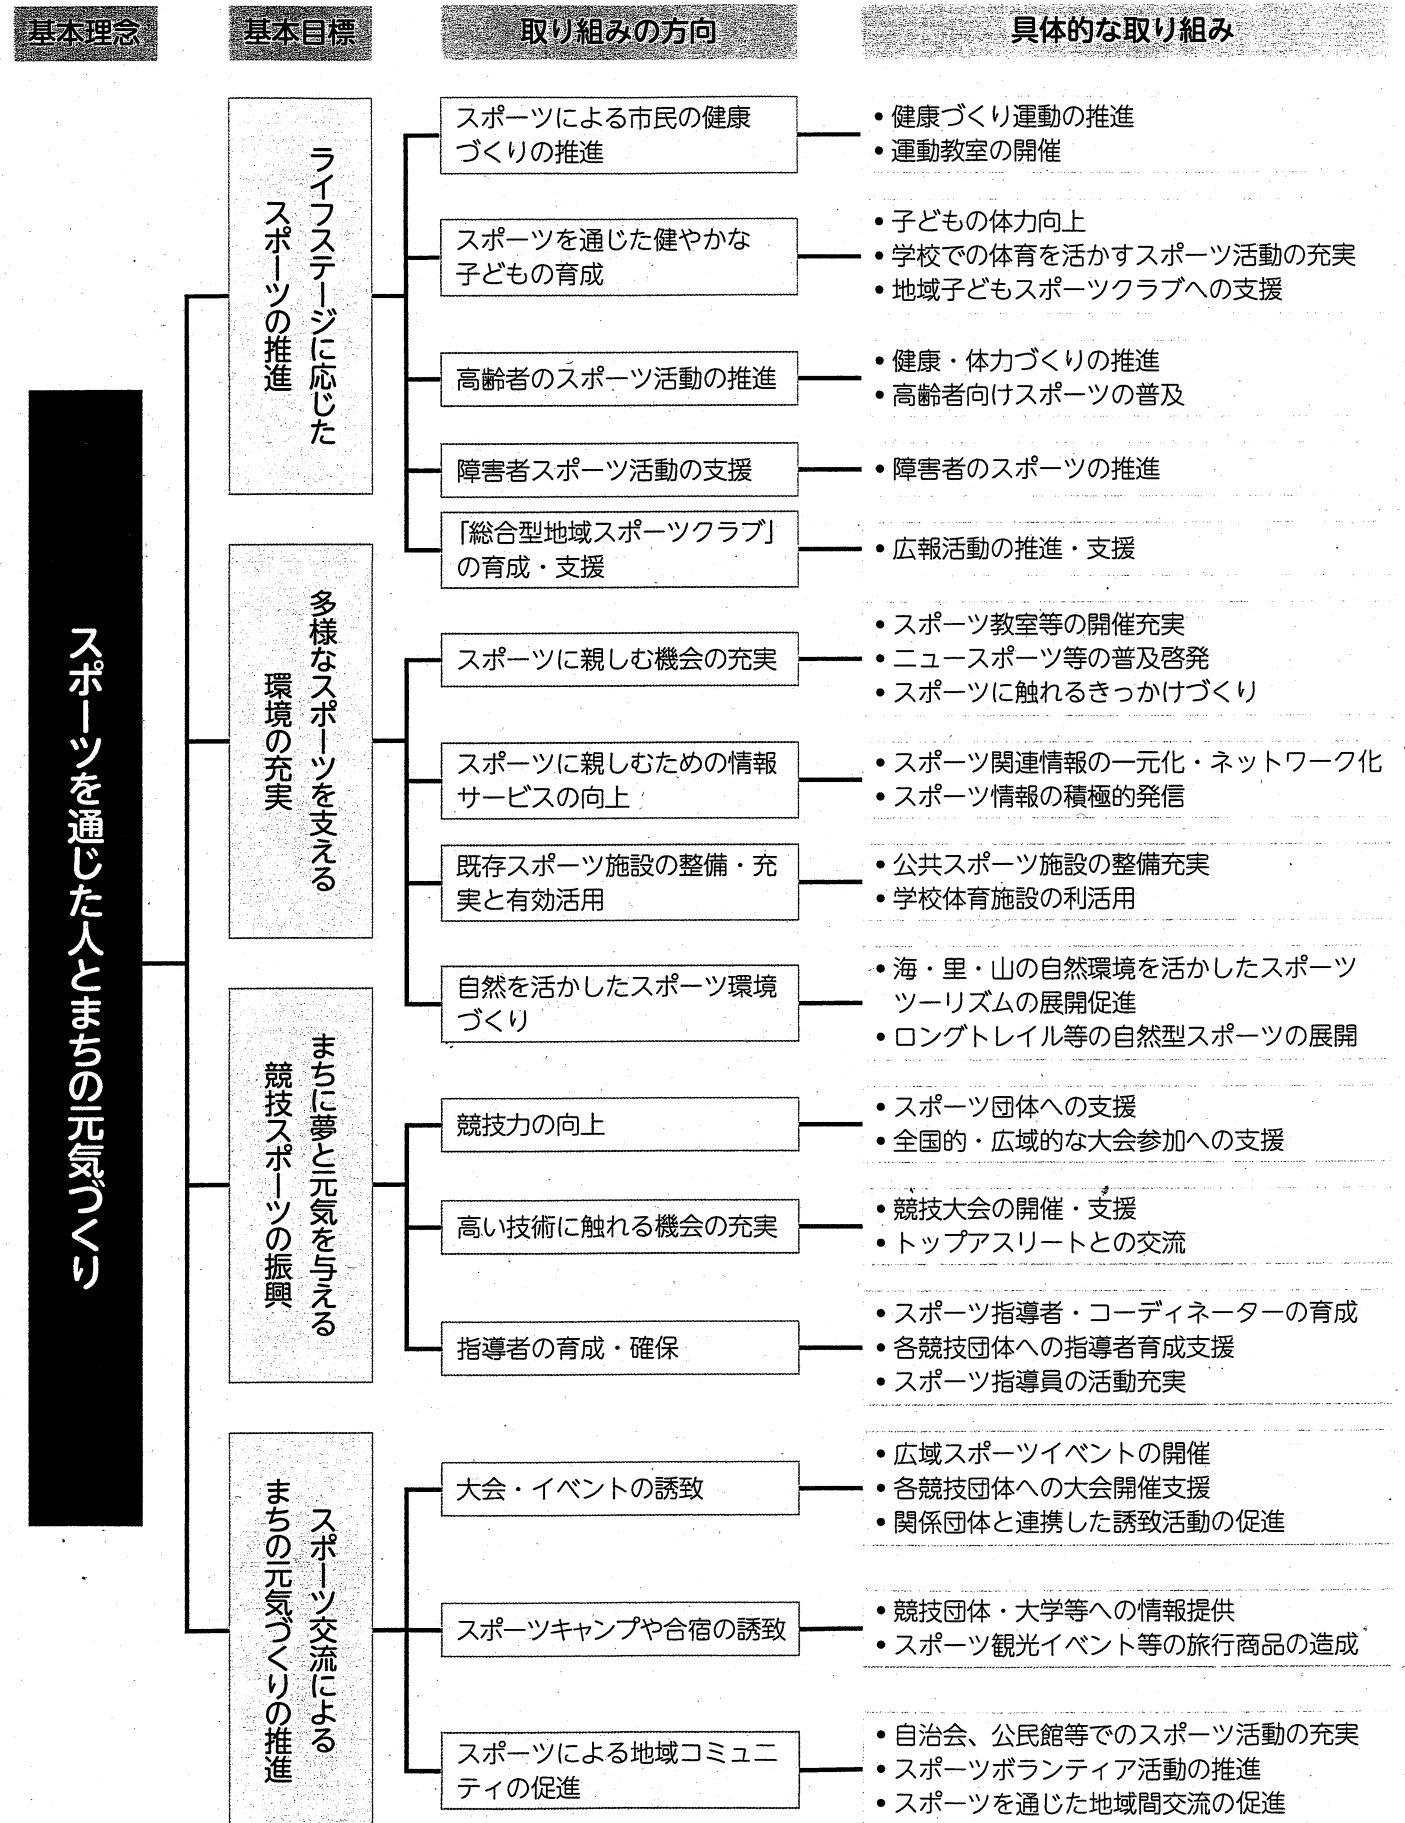 基本理念
基本目標
取り組みの方向
具体的な取り組み
スポーツを通じた人とまちの元気づくり
ライフステージに応じた
スポーツの推進
スポーツによる市民の健康
づくりの推進
• 健康づくり運動の推進
• 運動教室の開催
スポーツを通じた健やかな
子どもの育成
• 子どもの体力向上
• 学校での体育を活かすスポーツ活動の充実
• 地域子どもスポーツクラブへの支援
高齢者のスポーツ活動の推進
• 健康・体力づくりの推進
• 高齢者向けスポーツの普及
障害者スポーツ活動の支援
• 障害者のスポーツの推進
「総合型地域スポーツクラブ」
の育成・支援
• 広報活動の推進・支援
多様なスポーツを支える
環境の充実
スポーツに親しむ機会の充実
• スポーツ教室等の開催充実
• ニュースポーツ等の普及啓発
• スポーツに触れるきっかけづくり
スポーツに親しむための情報
サービスの向上
• スポーツ関連情報の一元化・ネットワーク化
• スポーツ情報の積極的発信
既存スポーツ施設の整備・充
実と有効活用
• 公共スポーツ施設の整備充実
• 学校体育施設の利活用
自然を活かしたスポーツ環境
づくり
• 海・里・山の自然環境を活かしたスポーツ
ツーリズムの展開促進
• ロングトレイル等の自然型スポーツの展開
まちに夢と元気を与える
競技スポーツの振興
競技力の向上
• スポーツ団体への支援
• 全国的・広域的な大会参加への支援
高い技術に触れる機会の充実
• 競技大会の開催・支援
• トップアスリートとの交流
指導者の育成・確保
• スポーツ指導者・コーディネーターの育成
• 各競技団体への指導者育成支援
• スポーツ指導員の活動充実
スポーツ交流による
まちの元気づくりの推進
大会・イベントの誘致
• 広域スポーツイベントの開催
• 各競技団体への大会開催支援
• 関係団体と連携した誘致活動の促進
スポーツキャンプや合宿の誘致
• 競技団体・大学等への情報提供
• スポーツ観光イベント等の旅行商品の造成
スポーツによる地域コミュニ
ティの促進
• 自治会、公民館等でのスポーツ活動の充実
• スポーツボランティア活動の推進
• スポーツを通じた地域間交流の促進